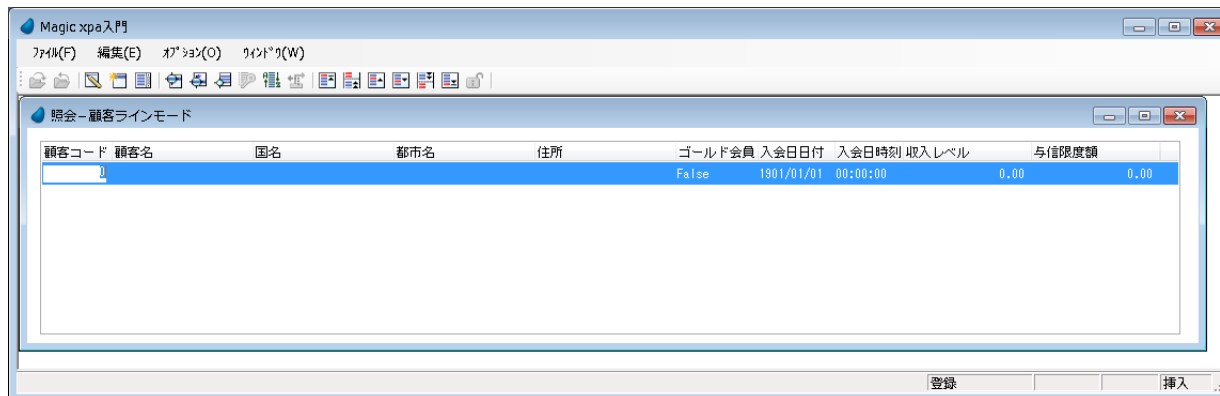 Magic xpa入門
ﾌｧｲﾙ(F) 編集(E) ｵﾌﾟｼｮﾝ(O) ｳｨﾝﾄﾞｳ(W)
照会−顧客ラインモード
顧客コード 顧客名 国名 都市名 住所 ゴールド会員 入会日日付 入会日時刻 収入レベル 与信限度額
0 False 1901/01/01 00:00:00 0.00 0.00
登録 挿入